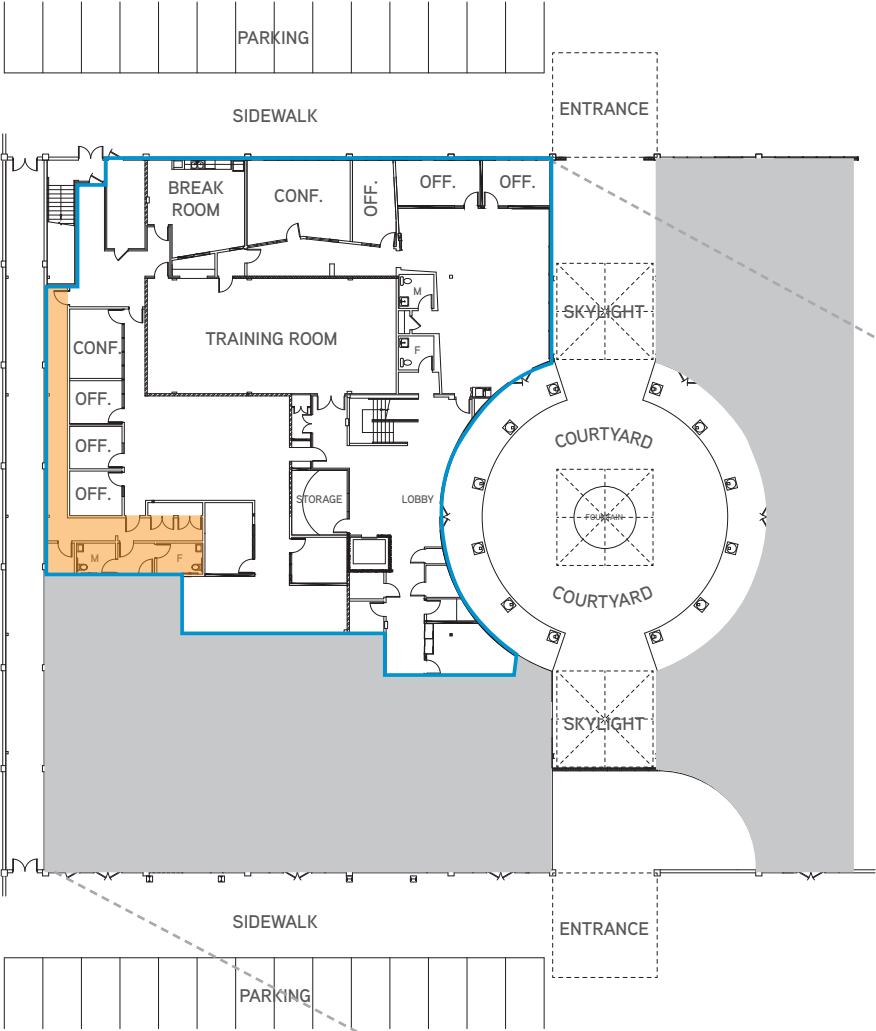 PARKING
SIDEWALK
ENTRANCE
BREAK
ROOM
CONF.
OFF.
OFF.
OFF.
M
SKYLIGHT
TRAINING ROOM
CONF.
F
OFF.
COURTYARD
OFF.
OFF.
STORAGE
LOBBY
FOUNTAIN
M
F
COURTYARD
SKYLIGHT
SIDEWALK
ENTRANCE
PARKING